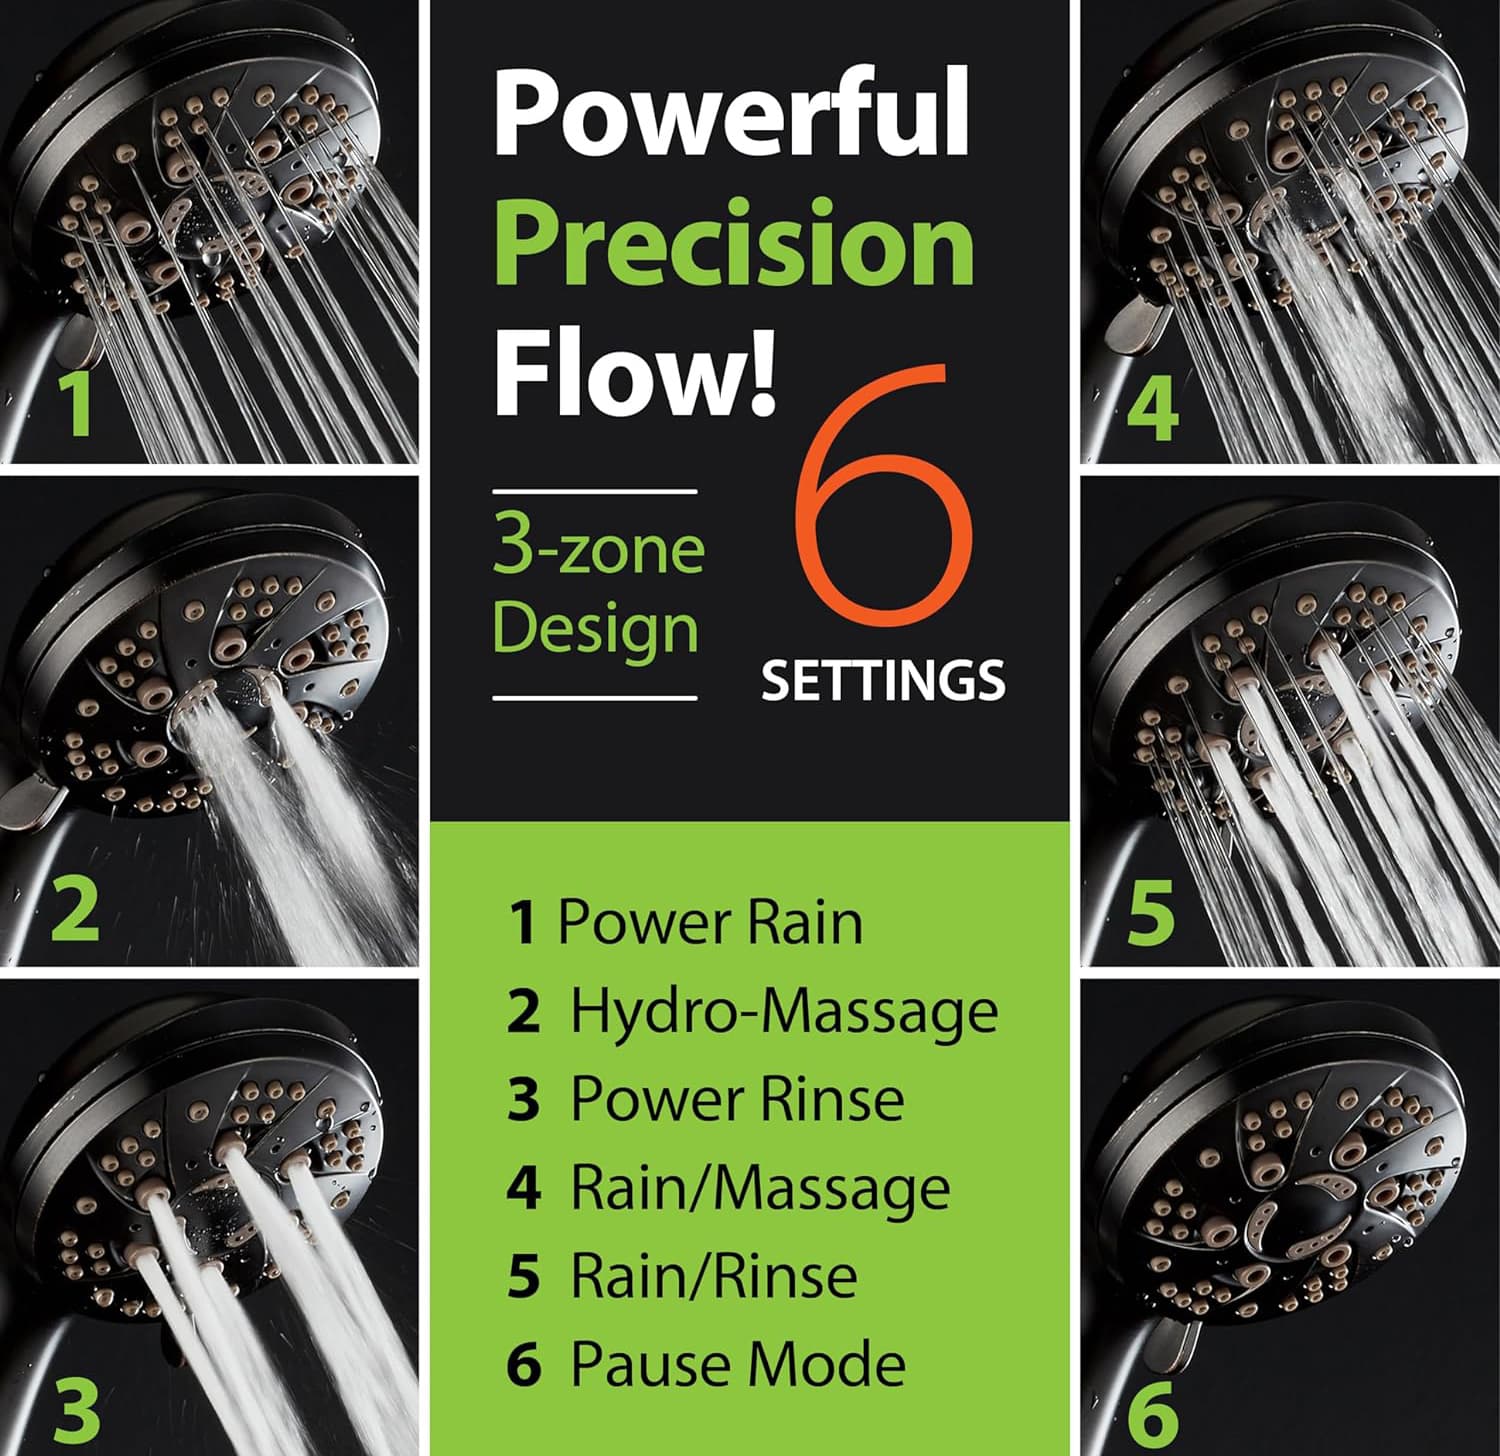 Powerful
Precision
Flow!
3-zone
Design
6
SETTINGS
1 Power Rain
2 Hydro-Massage
3 Power Rinse
4 Rain/Massage
5 Rain/Rinse
6 Pause Mode
1
2
3
4
5
6